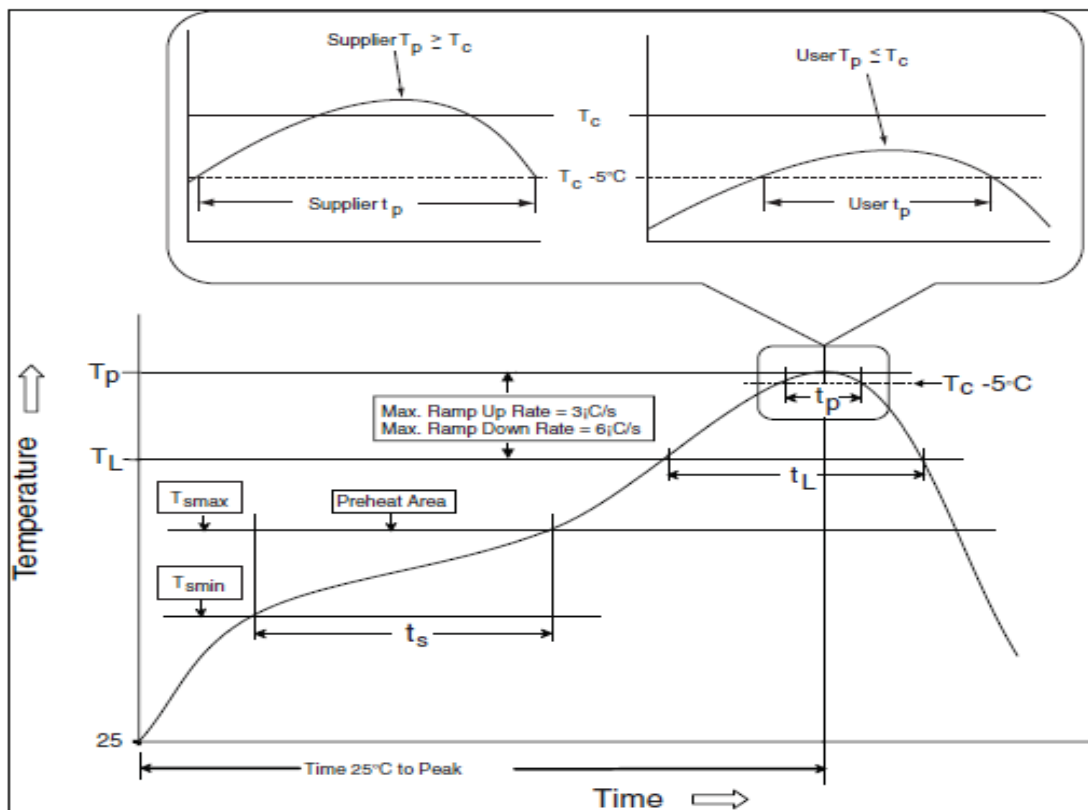 Supplier Tp ≥ Tc
User Tp ≤ Tc
Tc
Tc -5°C
Supplier tp
User tp
Tp
Tc -5°C
tp
Max. Ramp Up Rate = 3¡C/s
Max. Ramp Down Rate = 6¡C/s
TL
tL
Tsmax
Preheat Area
Tsmin
ts
Temperature
25
Time 25°C to Peak
Time